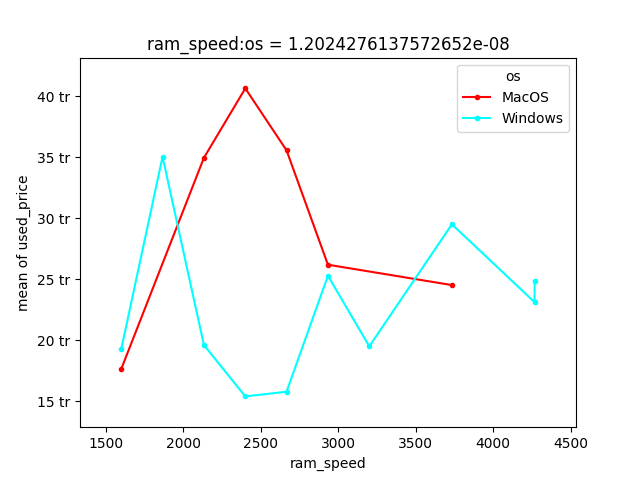 ram_speed:os = 1.2024276137572652e-08
os
MacOS
Windows
40 tr
35 tr
30 tr
25 tr
20 tr
15 tr
mean of used_price
1500 2000 2500 3000 3500 4000 4500
ram_speed